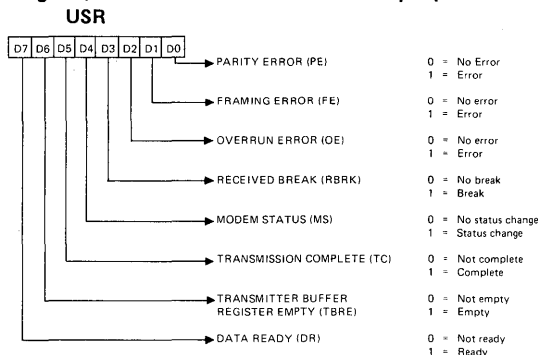 USR
D7 D6 D5 D4 D3 D2 D1 D0
PARITY ERROR (PE) 0 = No Error
1 = Error
FRAMING ERROR (FE) 0 = No error
1 = Error
OVERRUN ERROR (OE) 0 = No error
1 = Error
RECEIVED BREAK (RBRK) 0 = No break
1 = Break
MODEM STATUS (MS) 0 = No status change
1 = Status change
TRANSMISSION COMPLETE (TC) 0 = Not complete
1 = Complete
TRANSMITTER BUFFER 0 = Not empty
REGISTER EMPTY (TBRE) 1 = Empty
DATA READY (DR) 0 = Not ready
1 = Ready